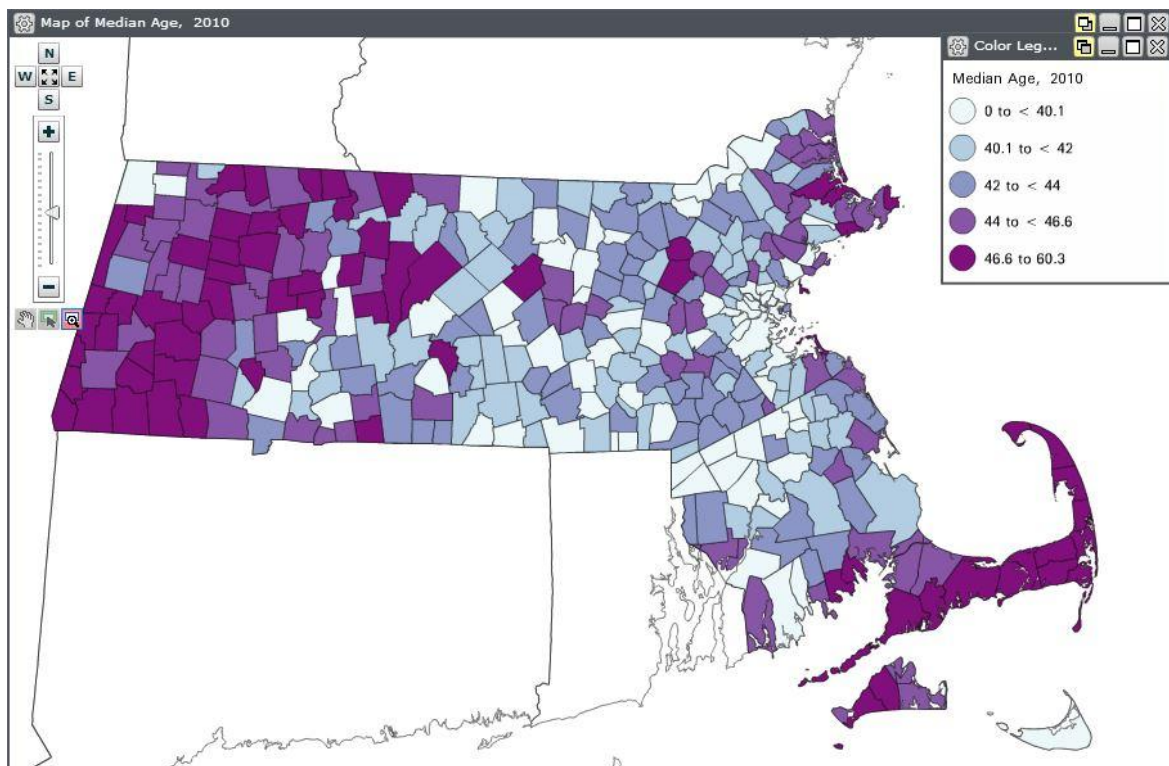 Map of Median Age, 2010
N
W
E
S
Color Leg...
Median Age, 2010
0 to < 40.1
40.1 to < 42
42 to < 44
44 to < 46.6
46.6 to 60.3